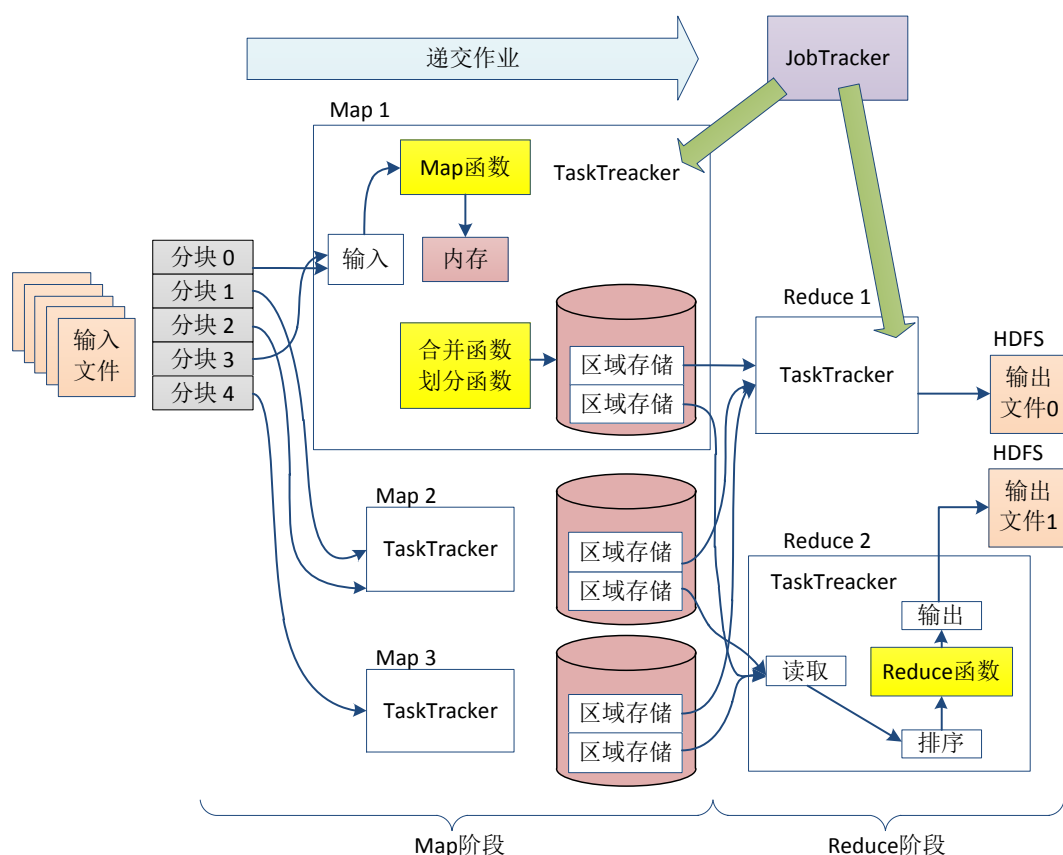 递交作业
JobTracker
Map 1
Map函数
TaskTreacker
输入
内存
分块 0
分块 1
分块 2
分块 3
分块 4
输入
文件
合并函数
划分函数
区域存储
区域存储
Reduce 1
TaskTracker
HDFS
输出
文件0
HDFS
输出
文件1
Map 2
TaskTracker
区域存储
区域存储
Reduce 2
TaskTreacker
输出
Reduce函数
读取
排序
Map 3
TaskTracker
区域存储
区域存储
Map阶段
Reduce阶段